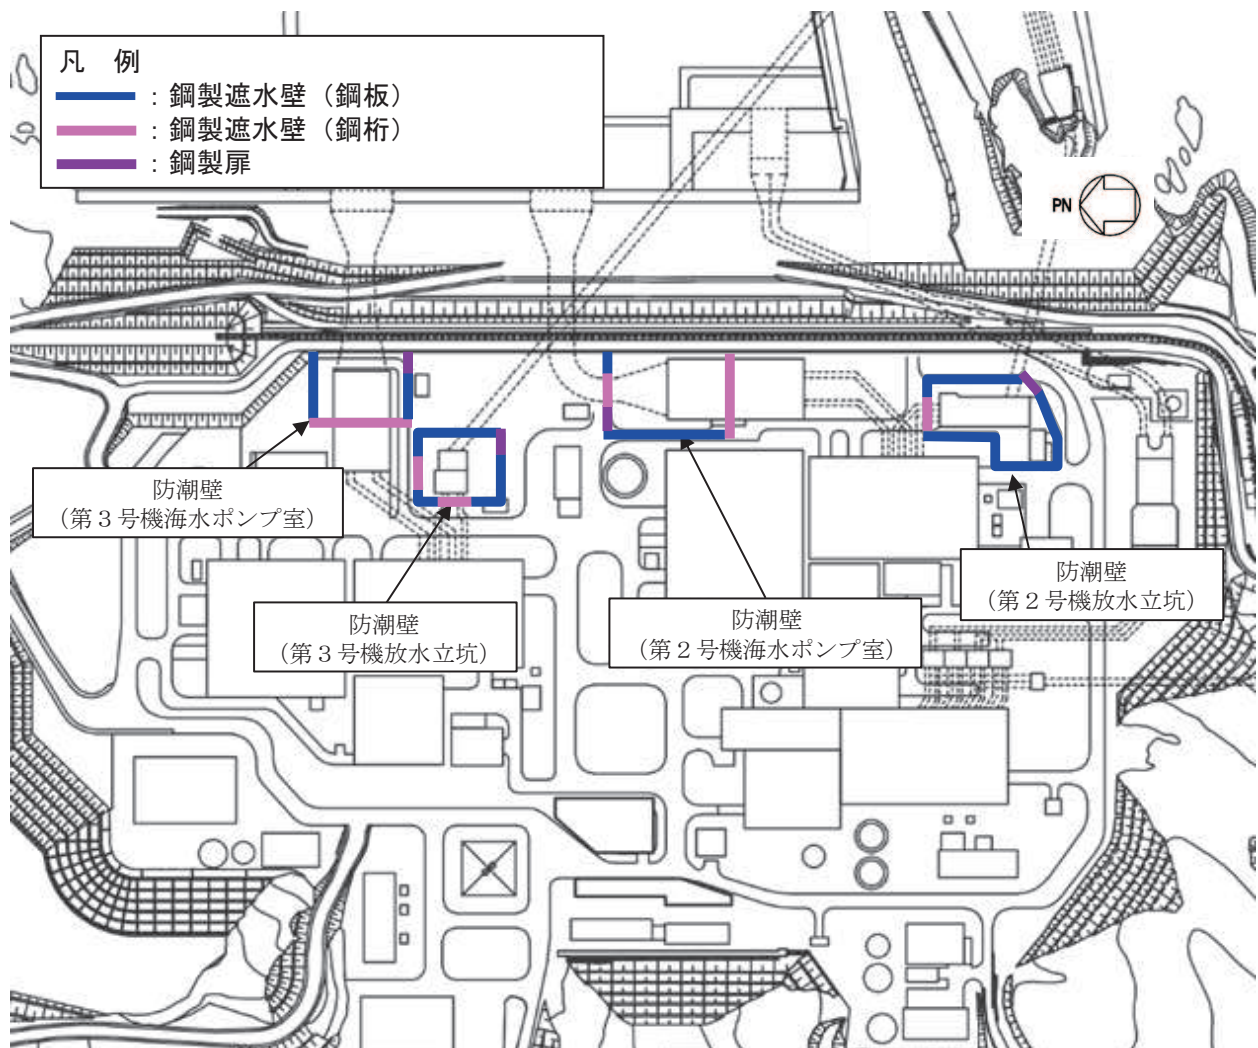 凡　例
：鋼製遮水壁（鋼板）
：鋼製遮水壁（鋼桁）
：鋼製扉
PN
防潮壁
（第３号機海水ポンプ室）
防潮壁
（第３号機放水立坑）
防潮壁
（第２号機海水ポンプ室）
防潮壁
（第２号機放水立坑）